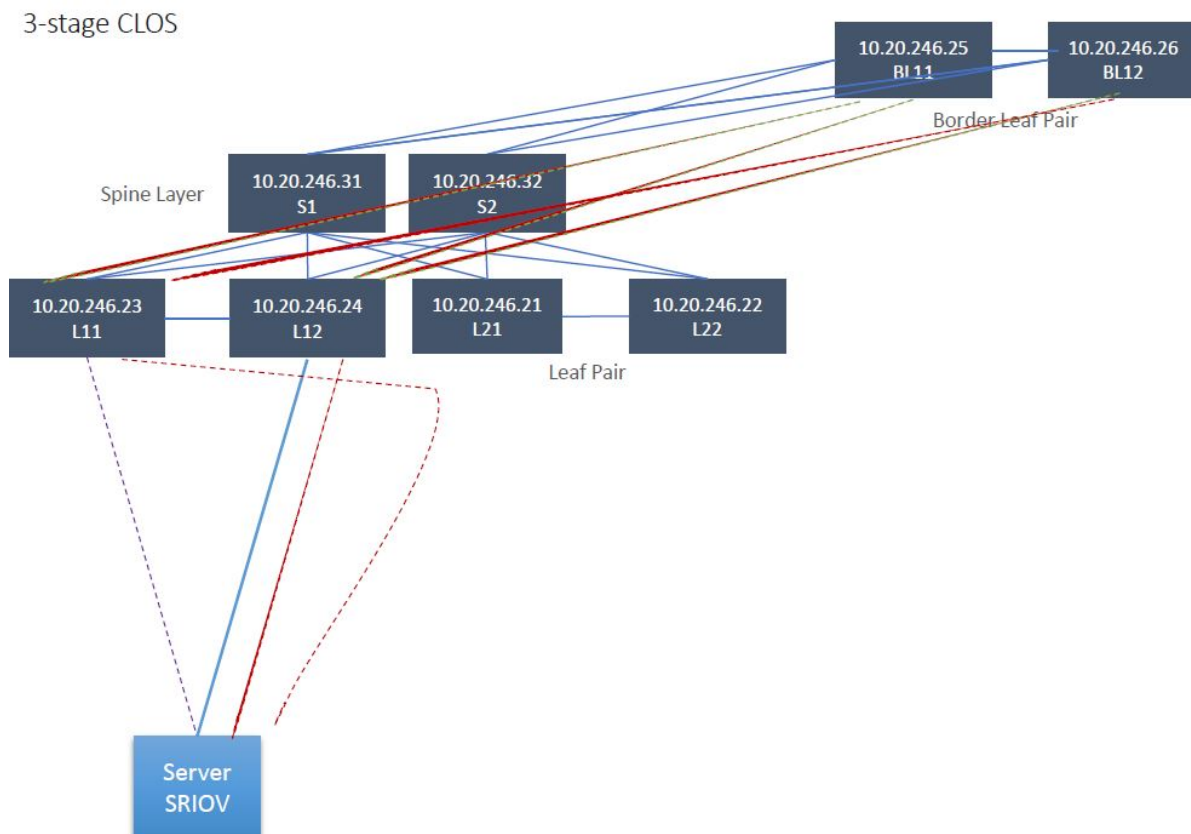 3-stage CLOS
10.20.246.25
BL11
10.20.246.26
BL12
Border Leaf Pair
Spine Layer
10.20.246.31
S1
10.20.246.32
S2
10.20.246.23
L11
10.20.246.24
L12
10.20.246.21
L21
10.20.246.22
L22
Leaf Pair
Server
SRIOV